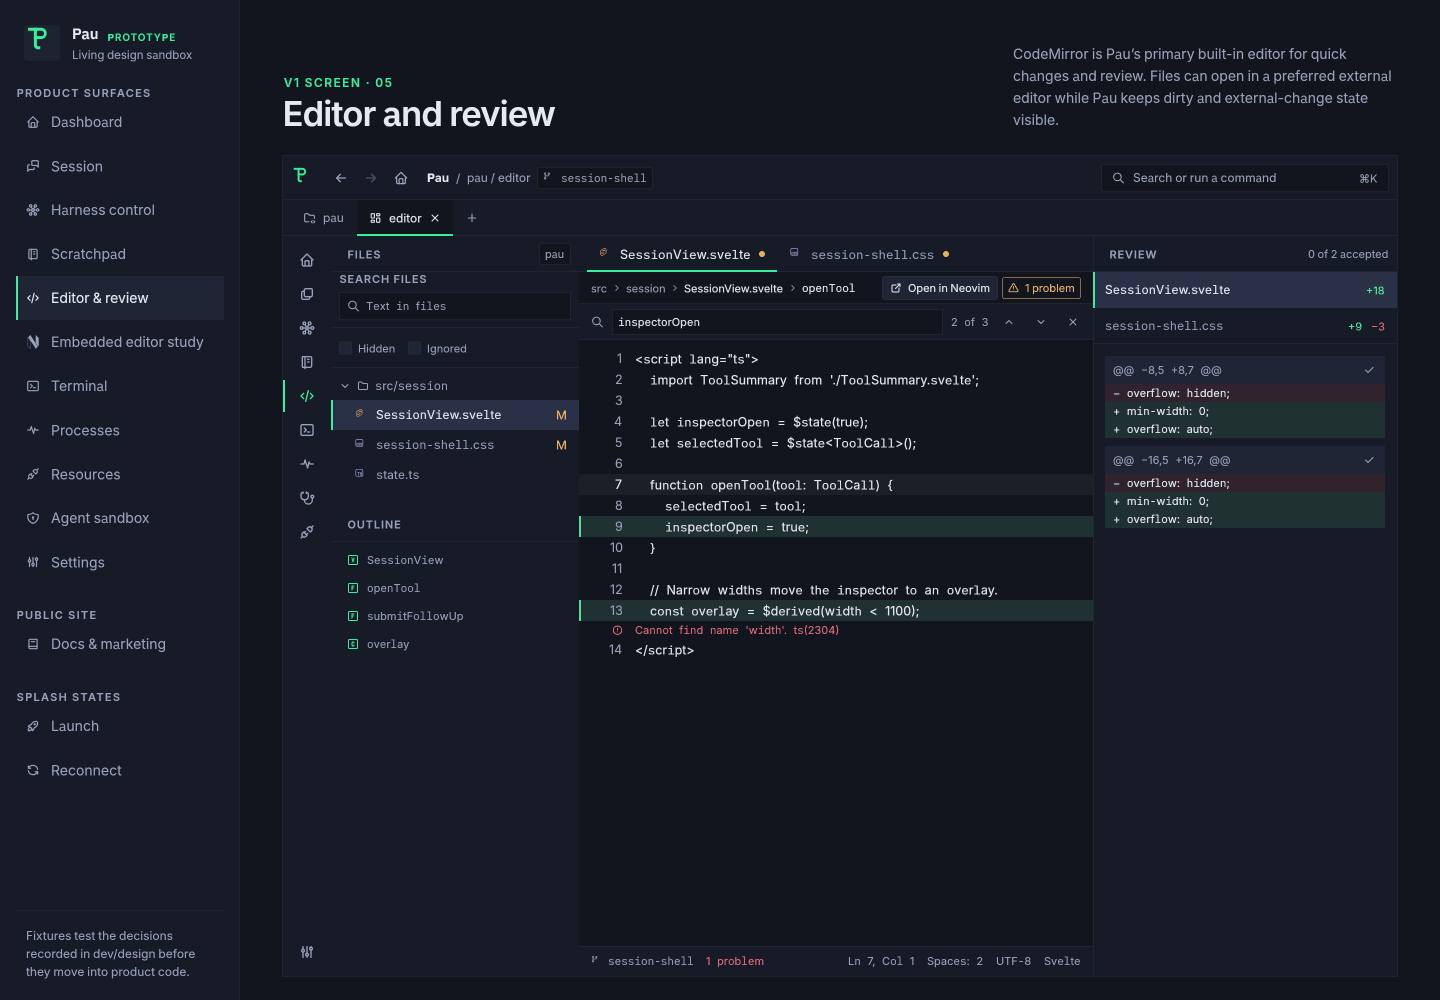 Pau PROTOTYPE
Living design sandbox
PRODUCT SURFACES
Dashboard
Session
Harness control
Scratchpad
Editor & review
Embedded editor study
Terminal
Processes
Resources
Agent sandbox
Settings
PUBLIC SITE
Docs & marketing
SPLASH STATES
Launch
Reconnect
Fixtures test the decisions
recorded in dev/design before
they move into product code.
V1 SCREEN · 05
Editor and review
CodeMirror is Pau's primary built-in editor for quick
changes and review. Files can open in a preferred external
editor while Pau keeps dirty and external-change state
visible.
Pau / pau / editor session-shell
Search or run a command ⌘K
pau
editor
FILES pau
SEARCH FILES
Text in files
Hidden Ignored
src/session
SessionView.svelte M
session-shell.css M
state.ts
OUTLINE
SessionView
openTool
submitFollowUp
overlay
SessionView.svelte
session-shell.css
src > session > SessionView.svelte > openTool
Open in Neovim
1 problem
inspectorOpen
2 of 3
1 <script lang="ts">
2 import ToolSummary from './ToolSummary.svelte';
3
4 let inspectorOpen = $state(true);
5 let selectedTool = $state<ToolCall>();
6
7 function openTool(tool: ToolCall) {
8 selectedTool = tool;
9 inspectorOpen = true;
10 }
11
12 // Narrow widths move the inspector to an overlay.
13 const overlay = $derived(width < 1100);
Cannot find name 'width'. ts(2304)
14 </script>
session-shell 1 problem
Ln 7, Col 1 Spaces: 2 UTF-8 Svelte
REVIEW 0 of 2 accepted
SessionView.svelte +18
session-shell.css +9 −3
@@ −8,5 +8,7 @@
− overflow: hidden;
+ min-width: 0;
+ overflow: auto;
@@ −16,5 +16,7 @@
− overflow: hidden;
+ min-width: 0;
+ overflow: auto;